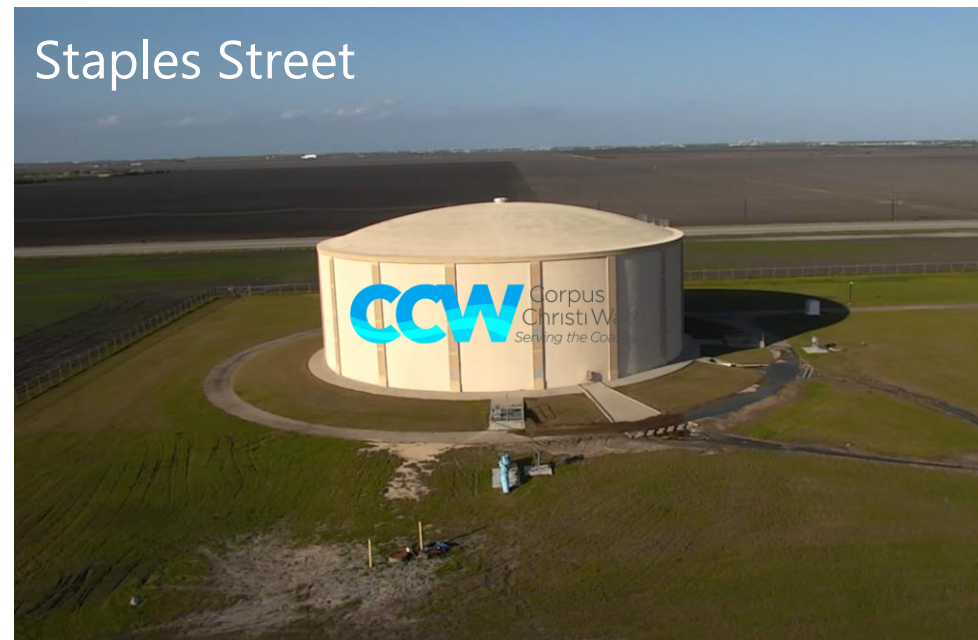 Staples Street
CCW
Corpus
Christi
Serving the